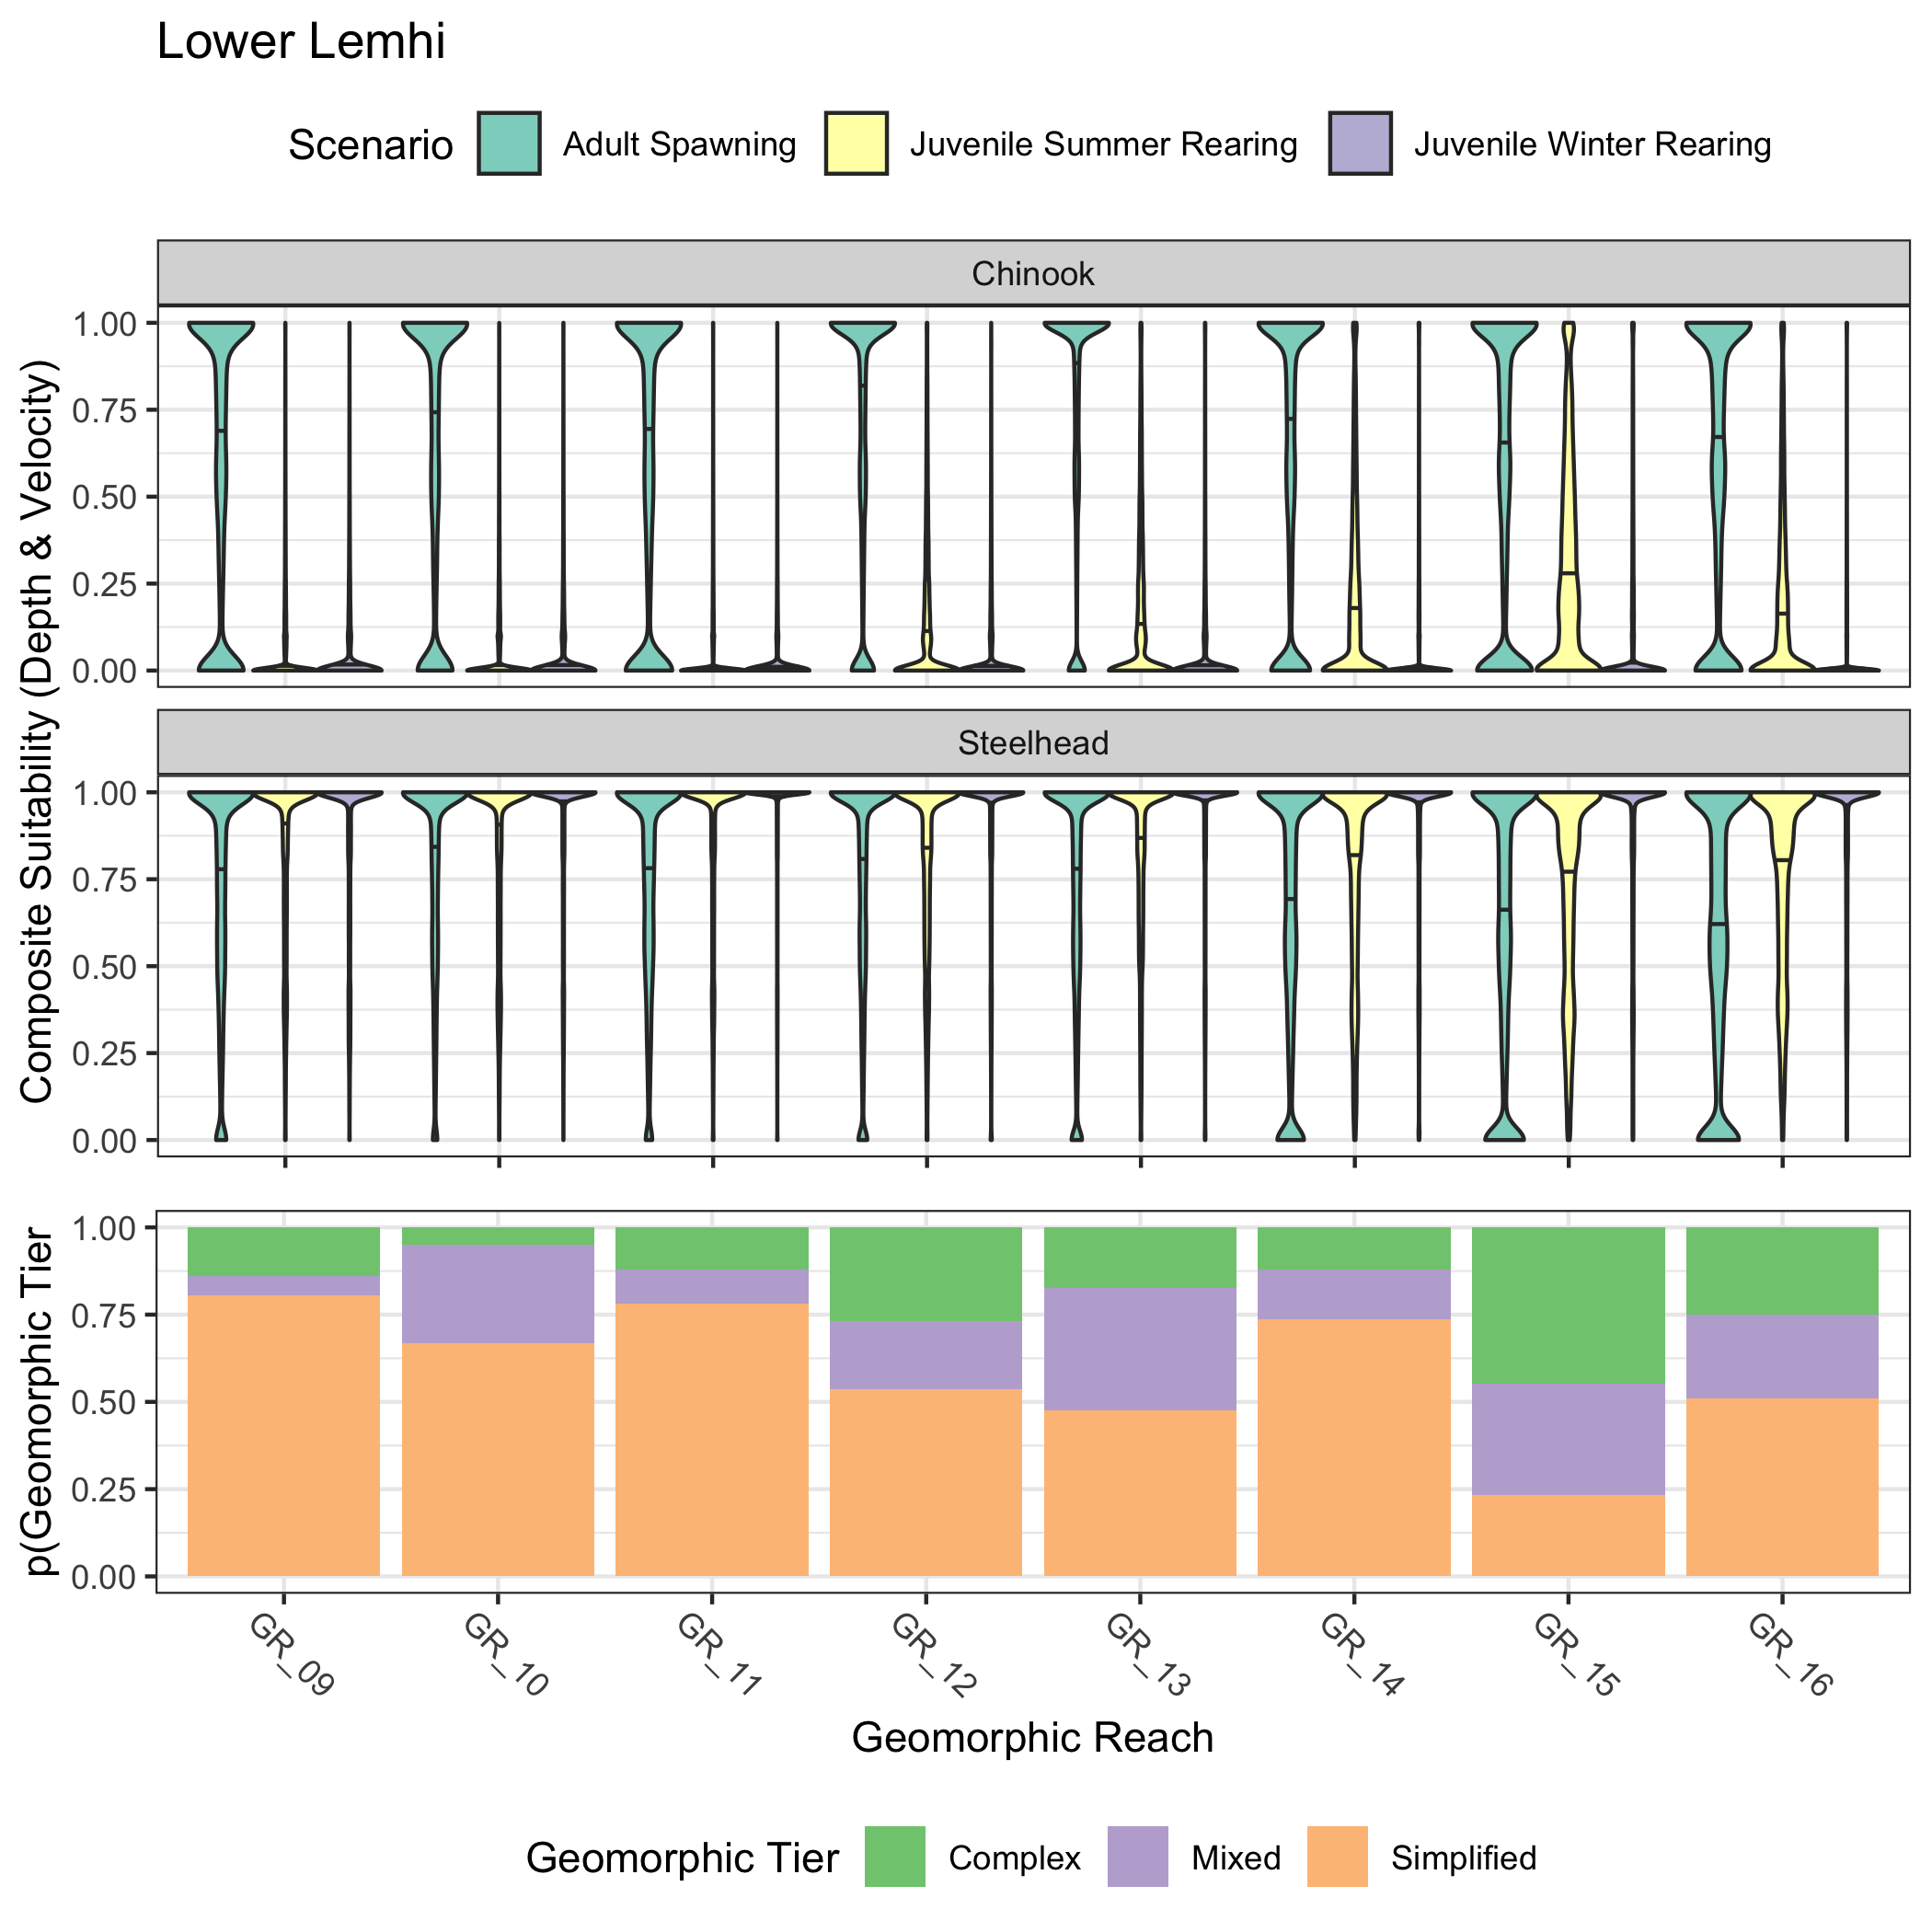 Lower Lemhi
Scenario Adult Spawning Juvenile Summer Rearing Juvenile Winter Rearing
Composite Suitability (Depth & Velocity)
Chinook
1.00
0.75
0.50
0.25
0.00
Steelhead
1.00
0.75
0.50
0.25
0.00
p(Geomorphic Tier
1.00
0.75
0.50
0.25
0.00
GR_09 GR_10 GR_11 GR_12 GR_13 GR_14 GR_15 GR_16
Geomorphic Reach
Geomorphic Tier Complex Mixed Simplified